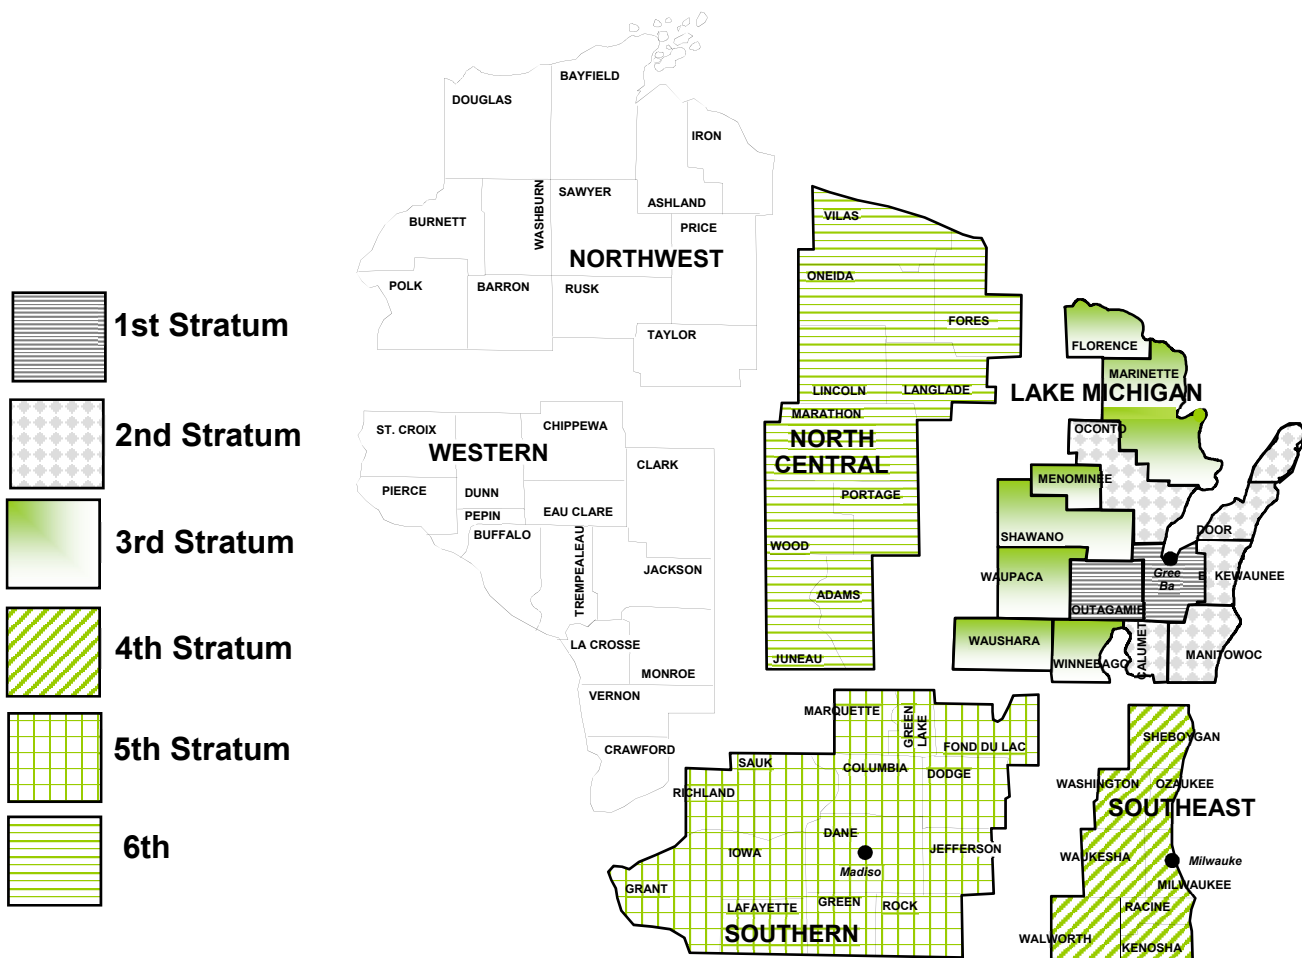 BAYFIELD
DOUGLAS
IRON
SAWYER
WASHBURN
ASHLAND
BURNETT
PRICE
NORTHWEST
POLK
BARRON
RUSK
TAYLOR
VILAS
ONEIDA
FORES
LINCOLN
LANGLADE
MARATHON
NORTH
CENTRAL
PORTAGE
WOOD
ADAMS
JUNEAU
1st Stratum
2nd Stratum
3rd Stratum
4th Stratum
5th Stratum
6th
ST. CROIX
CHIPPEWA
WESTERN
CLARK
PIERCE
DUNN
PEPIN
EAU CLARE
BUFFALO
TREMPEALEAU
JACKSON
LA CROSSE
MONROE
VERNON
CRAWFORD
FLORENCE
MARINETTE
LAKE MICHIGAN
OCONTO
MENOMINEE
DOOR
SHAWANO
WAUPACA
Gree
Ba
B
KEWAUNEE
OUTAGAMIE
WAUSHARA
WINNEBAGO
CALUMET
MANITOWOC
MARQUETTE
GREEN
LAKE
FOND DU LAC
SAUK
COLUMBIA
DODGE
RICHLAND
DANE
IOWA
JEFFERSON
Madiso
GRANT
LAFAYETTE
GREEN
ROCK
SOUTHERN
SHEBOYGAN
WASHINGTON
OZAUKEE
SOUTHEAST
WAUKESHA
Milwauke
MILWAUKEE
RACINE
WALWORTH
KENOSHA